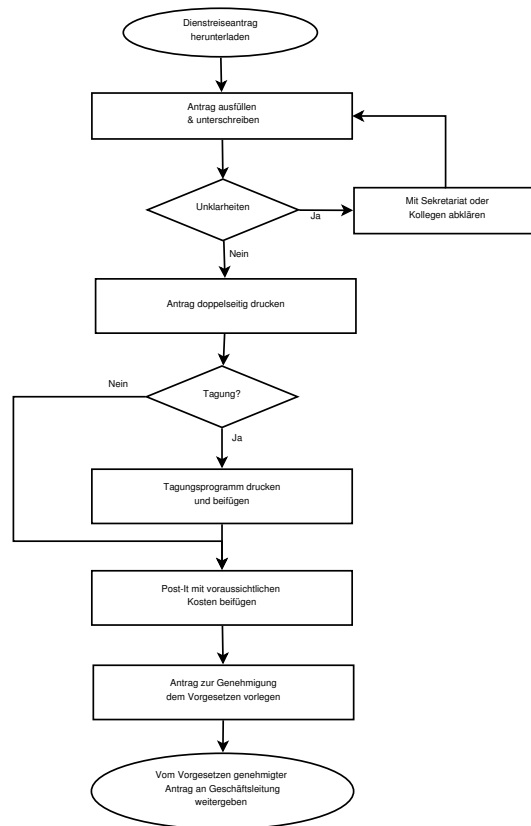 Dienstreiseantrag
herunterladen
Antrag ausfüllen
& unterschreiben
Unklarheiten
Ja
Mit Sekretariat oder
Kollegen abklären
Nein
Antrag doppelseitig drucken
Nein
Tagung?
Ja
Tagungsprogramm drucken
und beifügen
Post-It mit voraussichtlichen
Kosten beifügen
Antrag zur Genehmigung
dem Vorgesetzen vorlegen
Vom Vorgesetzen genehmigter
Antrag an Geschäftsleitung
weitergeben